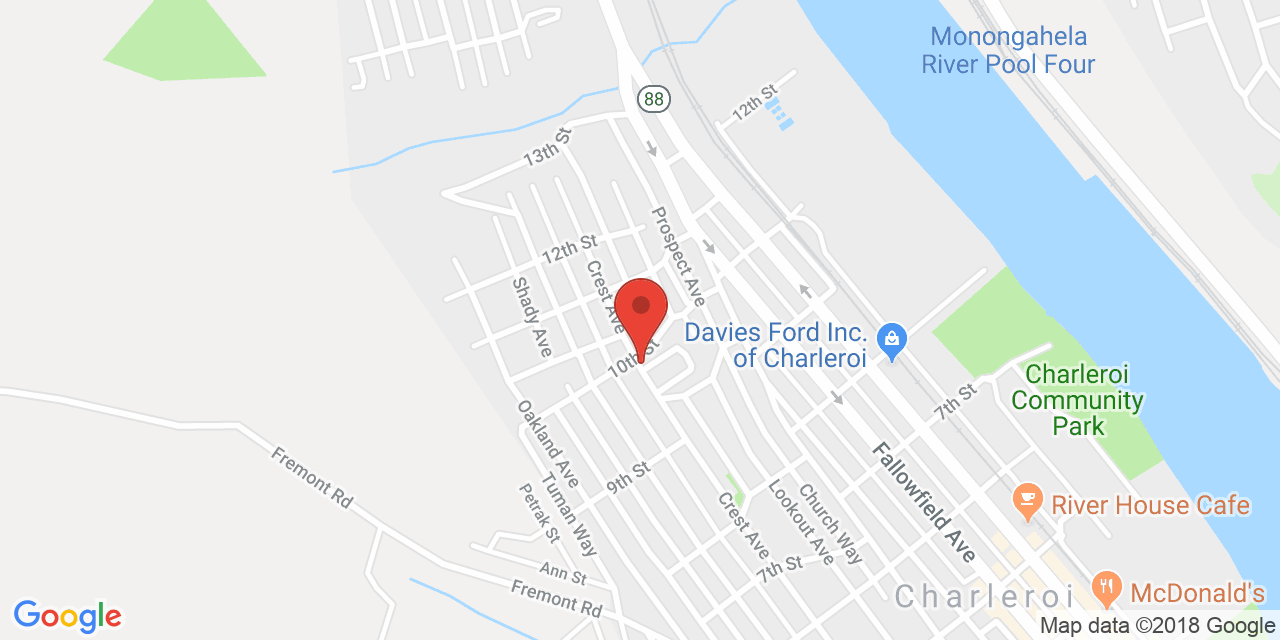 Monongahela
River Pool Four
88
12th St
13th St
Prospect Ave
12th St
Crest Ave
Shady Ave
Davies Ford Inc.
of Charleroi
10th St
Charleroi
Community
Park
7th St
Oakland Ave
Fallowfield Ave
Fremont Rd
9th St
Tuman Way
Petrak St
Crest Ave
Lookout Ave
Church Way
River House Cafe
7th St
Ann St
Fremont Rd
Charleroi
McDonald's
Google
Map data ©2018 Google